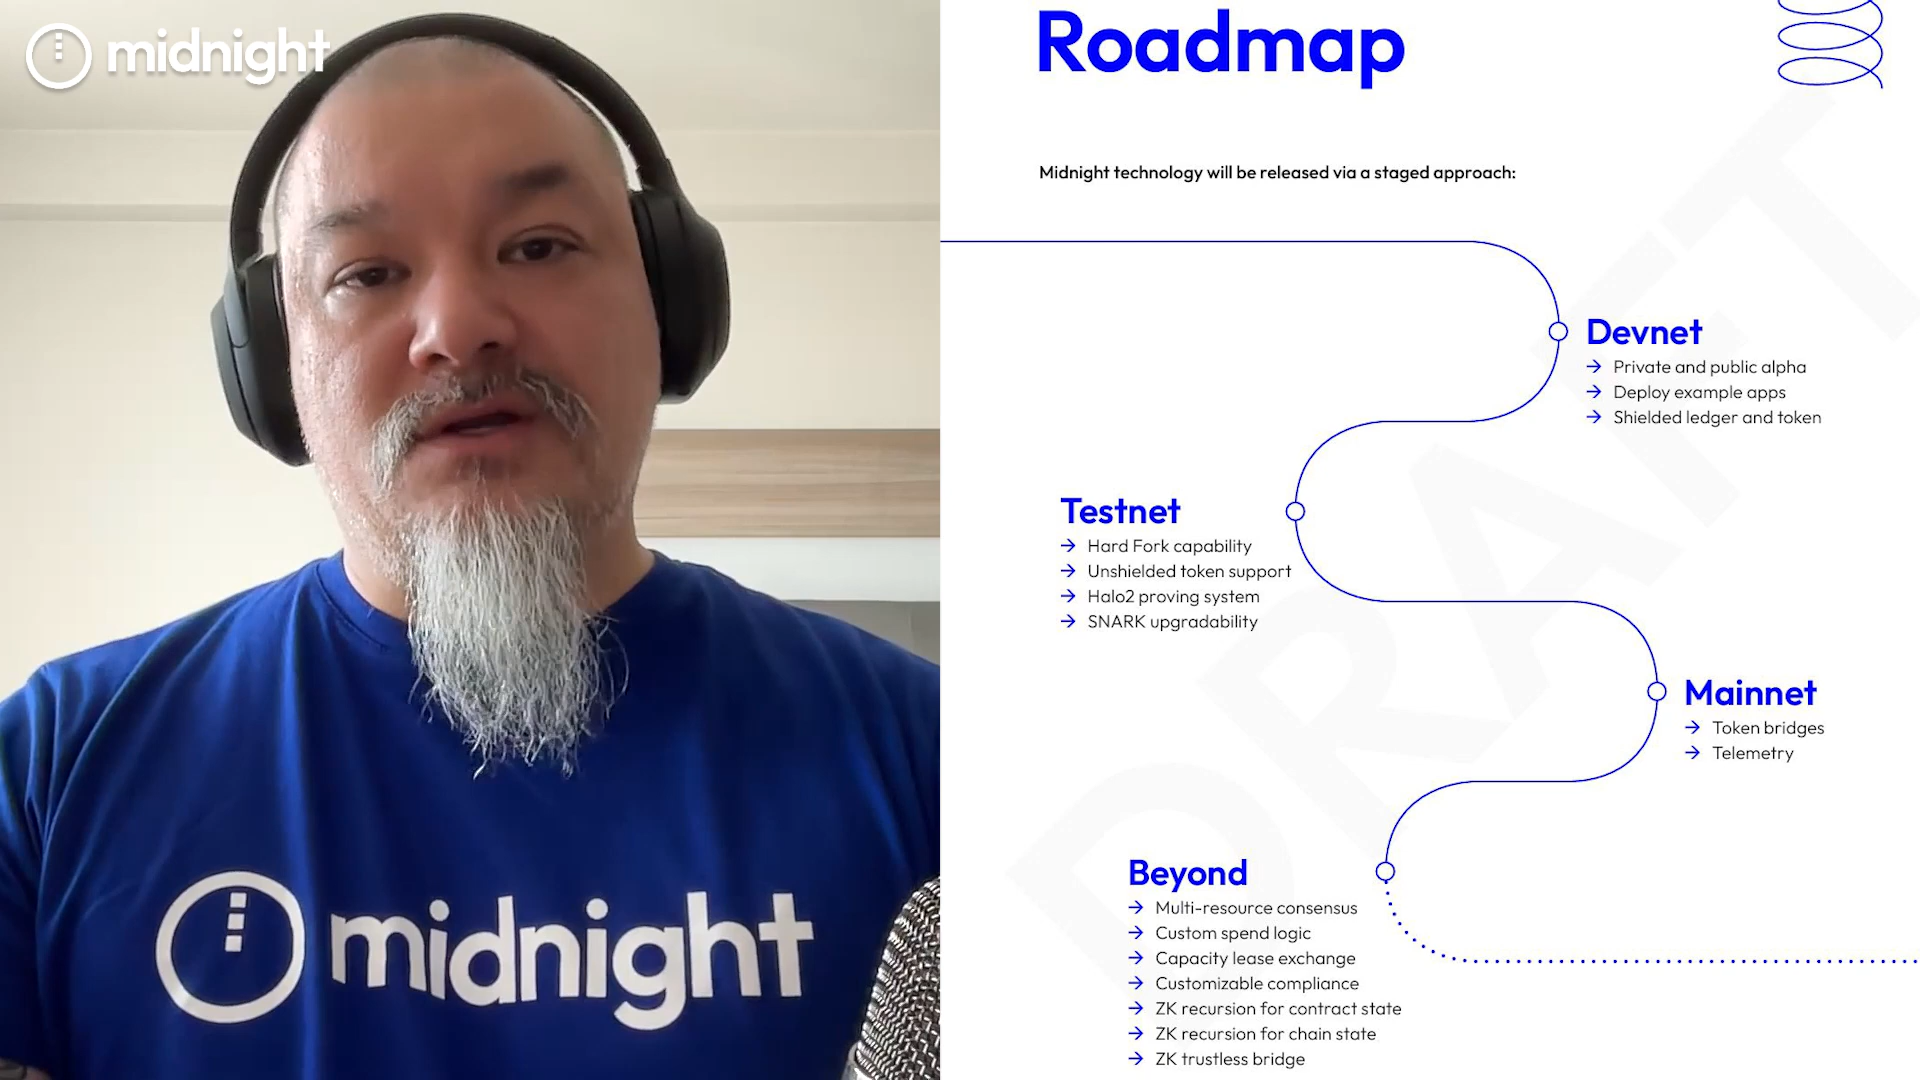 midnight
midnight
Roadmap
Midnight technology will be released via a staged approach:
Devnet
→ Private and public alpha
→ Deploy example apps
→ Shielded ledger and token
Testnet
→ Hard Fork capability
→ Unshielded token support
→ Halo2 proving system
→ SNARK upgradability
Mainnet
→ Token bridges
→ Telemetry
Beyond
→ Multi-resource consensus
→ Custom spend logic
→ Capacity lease exchange
→ Customizable compliance
→ ZK recursion for contract state
→ ZK recursion for chain state
→ ZK trustless bridge
DRAFT